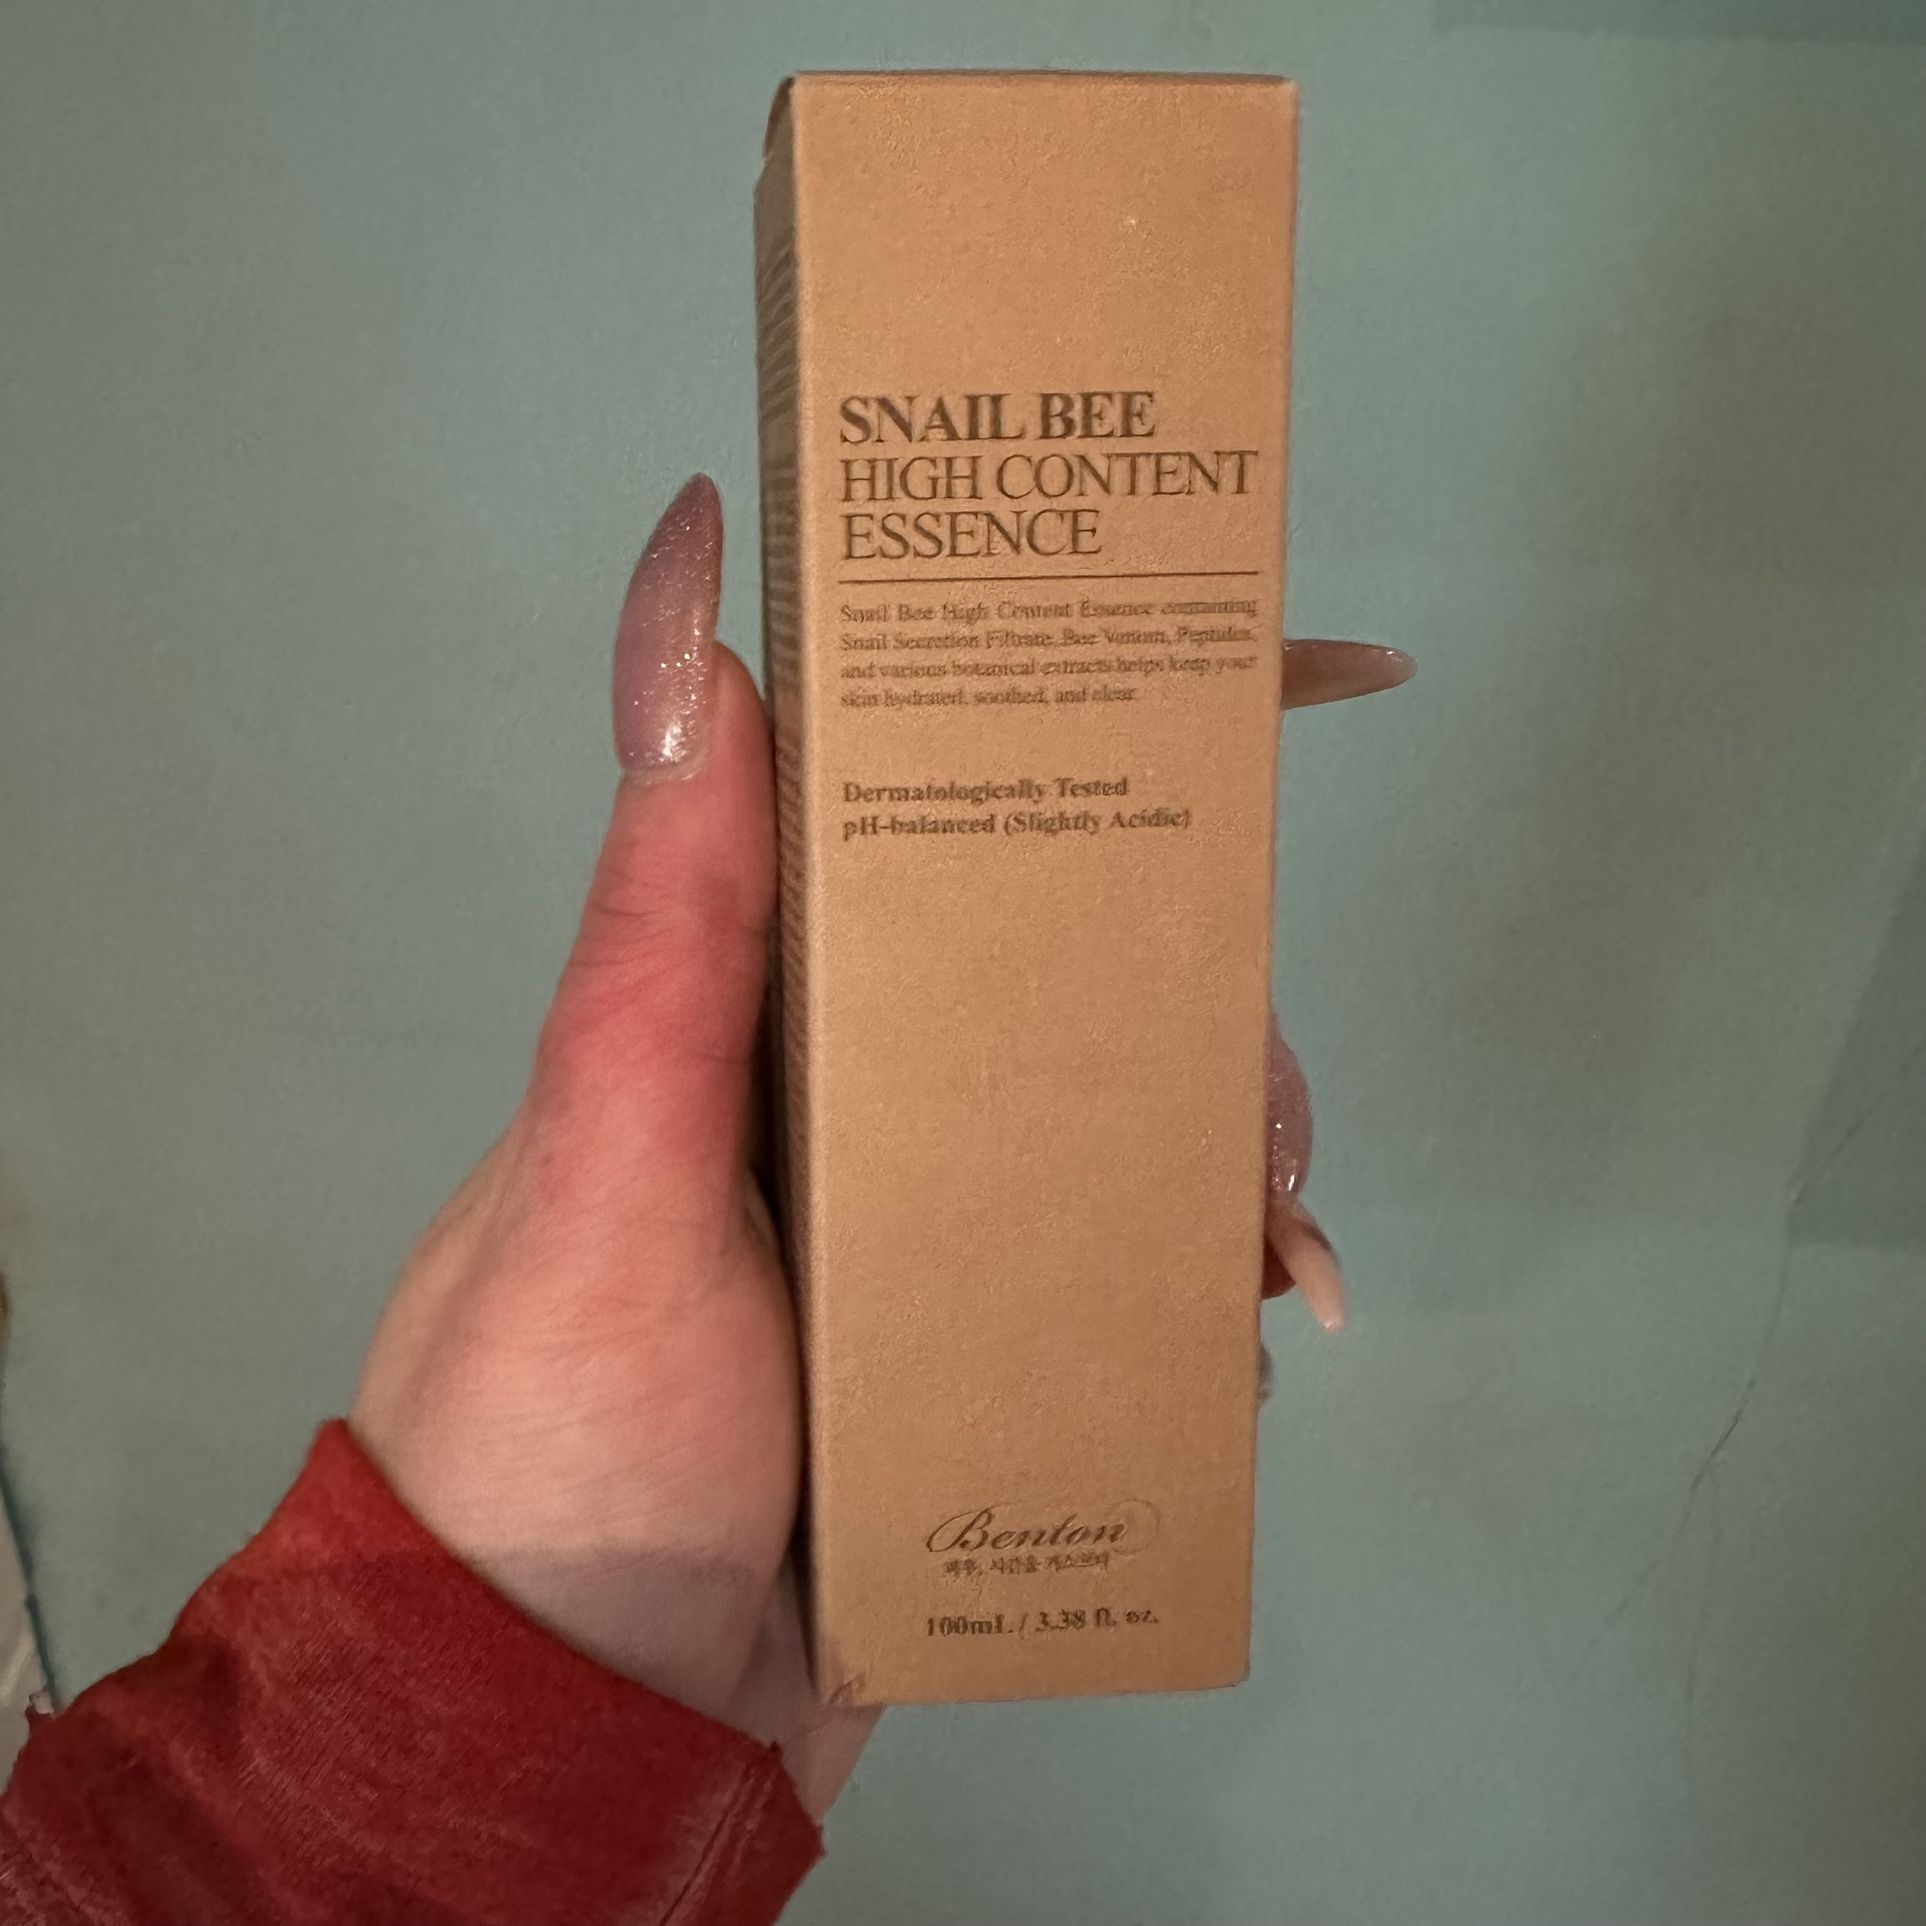 SNAIL BEE
HIGH CONTENT
ESSENCE
Snail Bee High Content Essence containing
Snail Secretion Filtrate, Bee Venom, Peptides,
and various botanical extracts helps keep your
skin hydrated, soothed, and clear.
Dermatologically Tested
pH-balanced (Slightly Acidic)
Benton
100mL / 3.38 fl. oz.